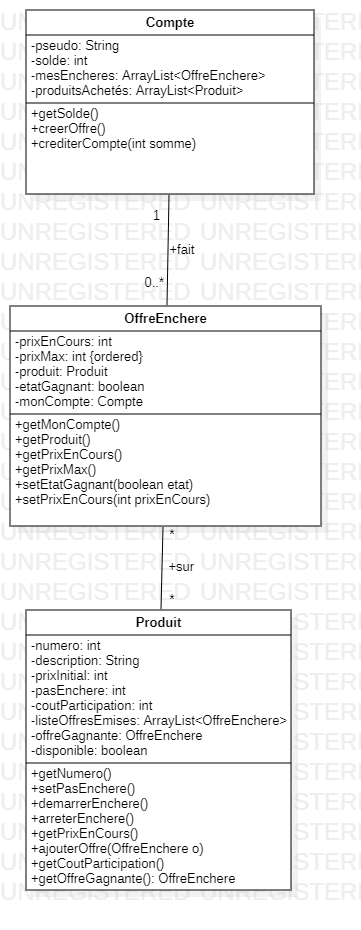 Compte
-pseudo: String
-solde: int
-mesEncheres: ArrayList<OffreEnchere>
-produitsAchetés: ArrayList<Produit>
+getSolde()
+creerOffre()
+crediterCompte(int somme)
1
+fait
0..*
OffreEnchere
-prixEnCours: int
-prixMax: int {ordered}
-produit: Produit
-etatGagnant: boolean
-monCompte: Compte
+getMonCompte()
+getProduit()
+getPrixEnCours()
+getPrixMax()
+setEtatGagnant(boolean etat)
+setPrixEnCours(int prixEnCours)
*
+sur
*
Produit
-numero: int
-description: String
-prixInitial: int
-pasEnchere: int
-coutParticipation: int
-listeOffresEmises: ArrayList<OffreEnchere>
-offreGagnante: OffreEnchere
-disponible: boolean
+getNumero()
+setPasEnchere()
+demarrerEnchere()
+arreterEnchere()
+getPrixEnCours()
+ajouterOffre(OffreEnchere o)
+getCoutParticipation()
+getOffreGagnante(): OffreEnchere
UNREGISTERED UNREGISTERED